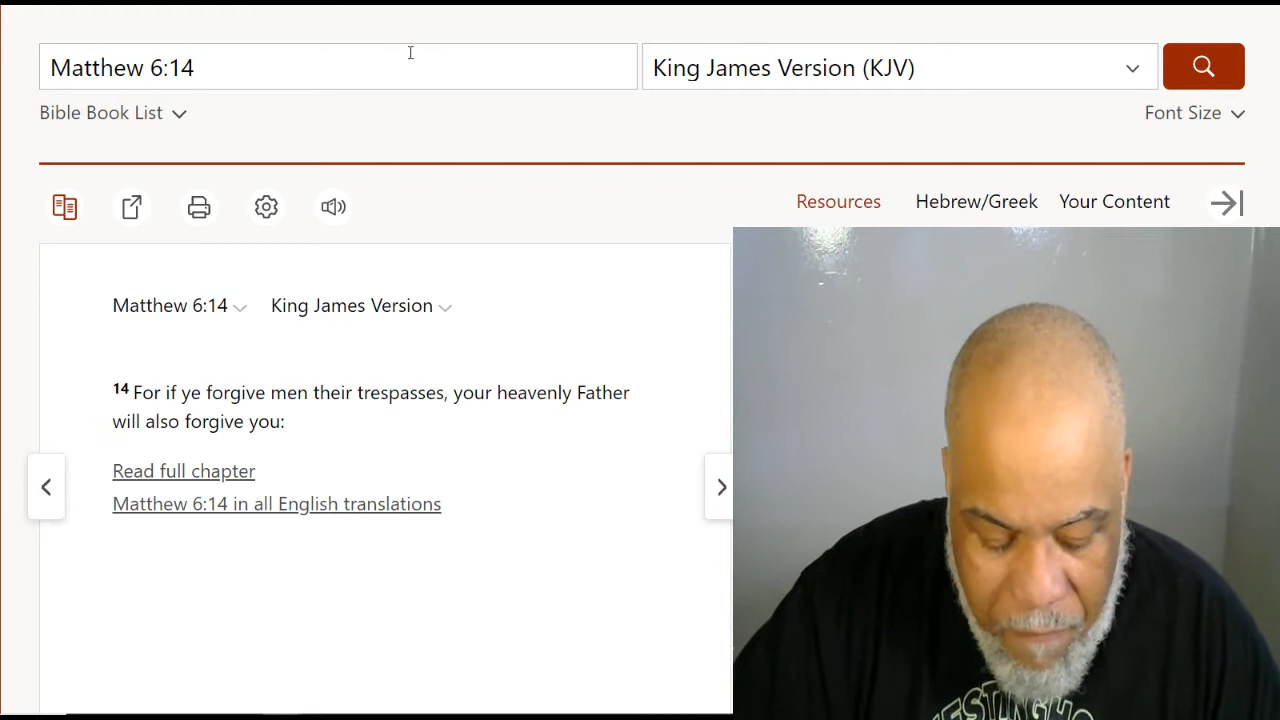 Matthew 6:14
King James Version (KJV)
Bible Book List
Font Size
Resources Hebrew/Greek Your Content
Matthew 6:14 King James Version
14 For if ye forgive men their trespasses, your heavenly Father
will also forgive you:
Read full chapter
Matthew 6:14 in all English translations